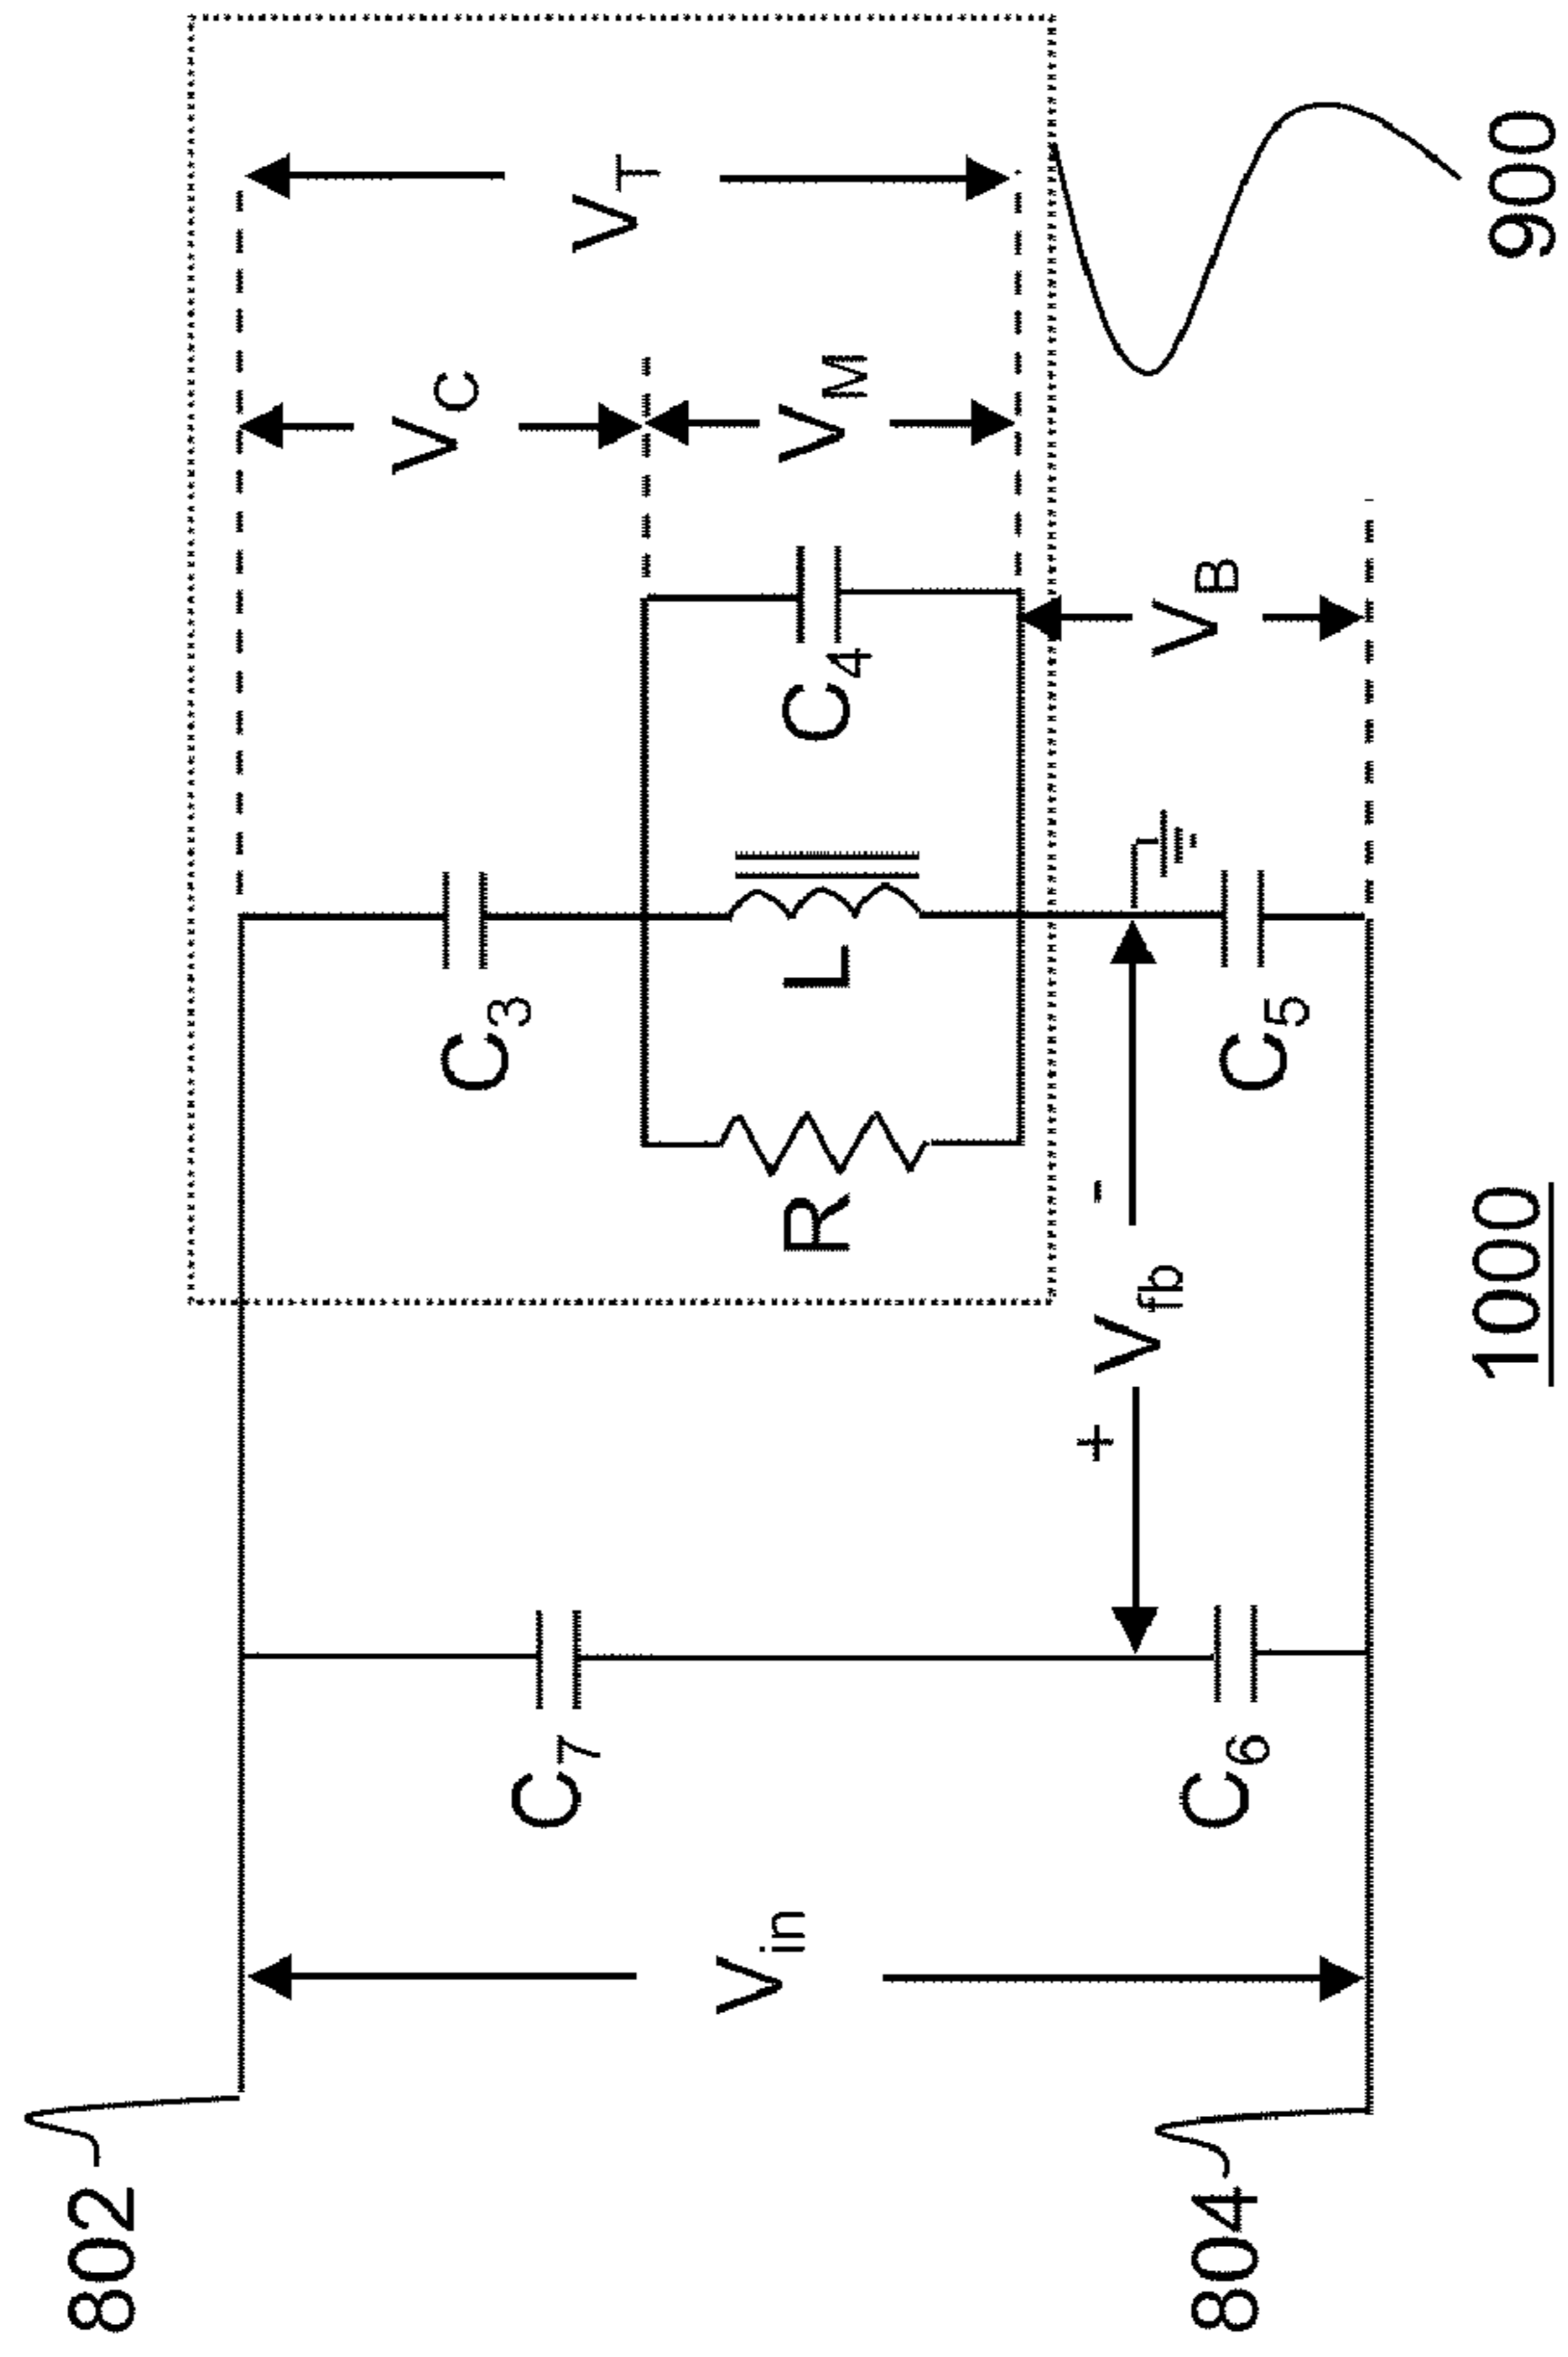 802
V_C
V_T
C_3
C_7
V_in
R
L
C_4
V_M
+ V_fb -
V_B
C_6
C_5
804
1000
900